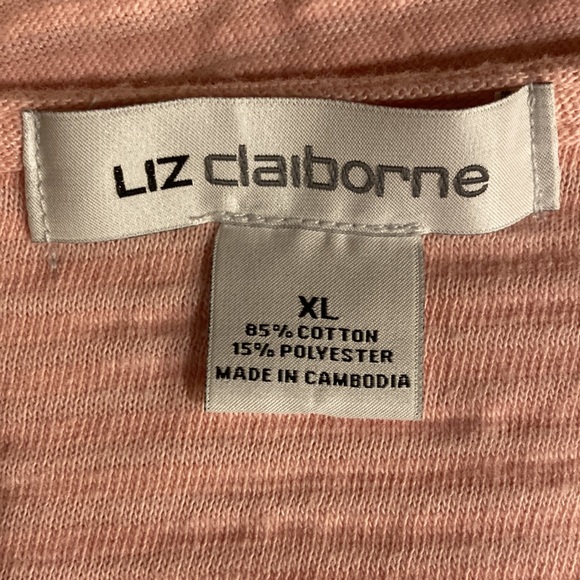 LIZ claiborne
XL
85% COTTON
15% POLYESTER
MADE IN CAMBODIA